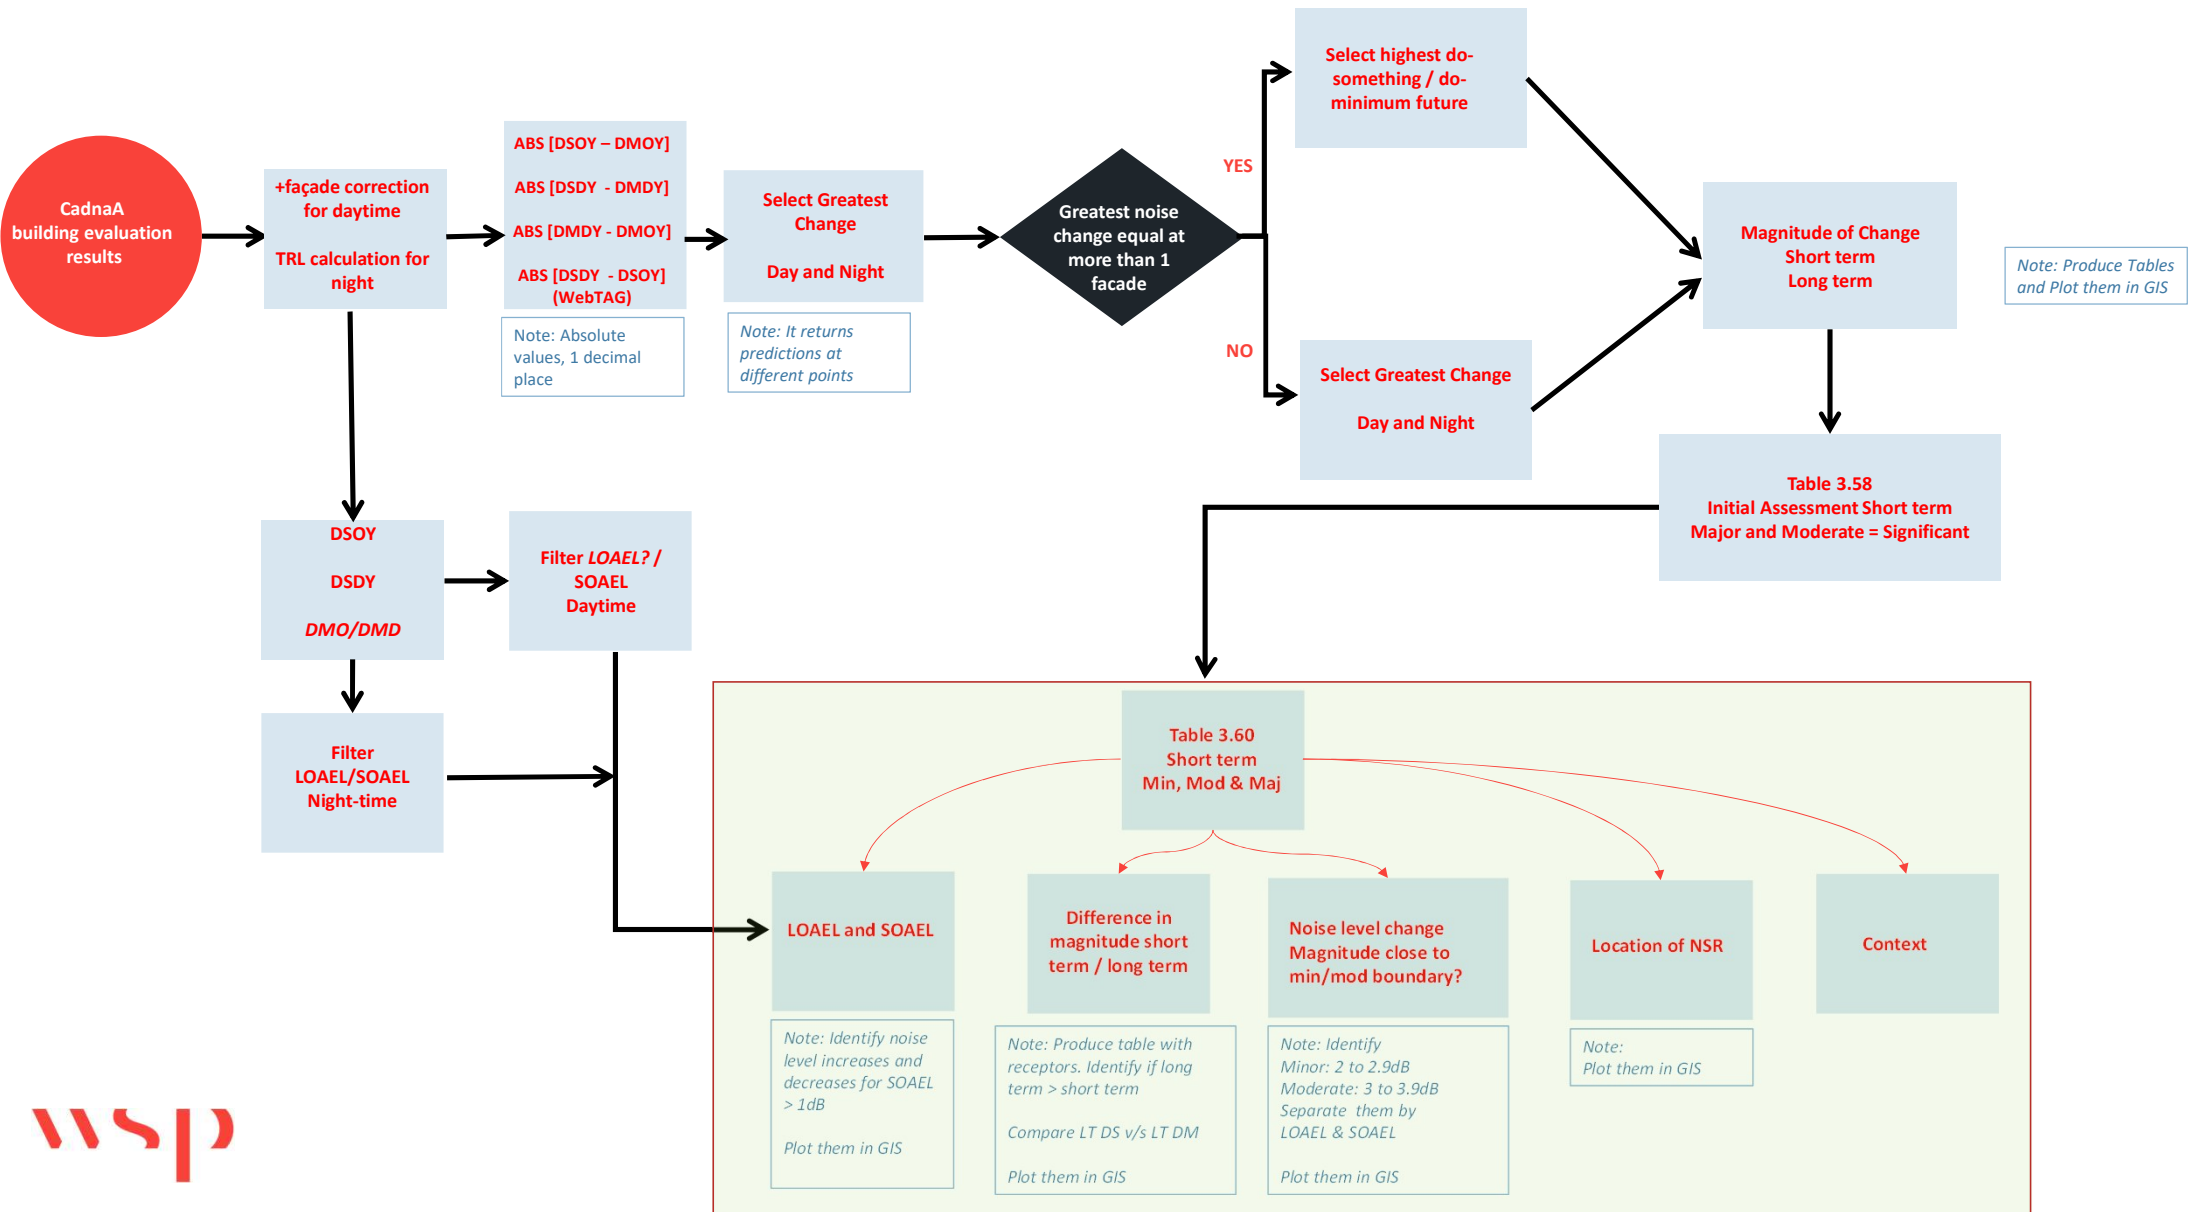 CadnaA
building evaluation
results
+façade correction
for daytime
TRL calculation for
night
ABS [DSOY – DMOY]
ABS [DSDY - DMDY]
ABS [DMDY - DMOY]
ABS [DSDY - DSOY]
(WebTAG)
Note: Absolute
values, 1 decimal
place
Select Greatest
Change
Day and Night
Note: It returns
predictions at
different points
Greatest noise
change equal at
more than 1
facade
YES
NO
Select highest do-
something / do-
minimum future
Select Greatest Change
Day and Night
Magnitude of Change
Short term
Long term
Note: Produce Tables
and Plot them in GIS
Table 3.58
Initial Assessment Short term
Major and Moderate = Significant
DSOY
DSDY
DMO/DMD
Filter LOAEL? /
SOAEL
Daytime
Filter
LOAEL/SOAEL
Night-time
Table 3.60
Short term
Min, Mod & Maj
LOAEL and SOAEL
Note: Identify noise
level increases and
decreases for SOAEL
> 1dB
Plot them in GIS
Difference in
magnitude short
term / long term
Note: Produce table with
receptors. Identify if long
term > short term
Compare LT DS v/s LT DM
Plot them in GIS
Noise level change
Magnitude close to
min/mod boundary?
Note: Identify
Minor: 2 to 2.9dB
Moderate: 3 to 3.9dB
Separate them by
LOAEL & SOAEL
Plot them in GIS
Location of NSR
Note:
Plot them in GIS
Context
wsp